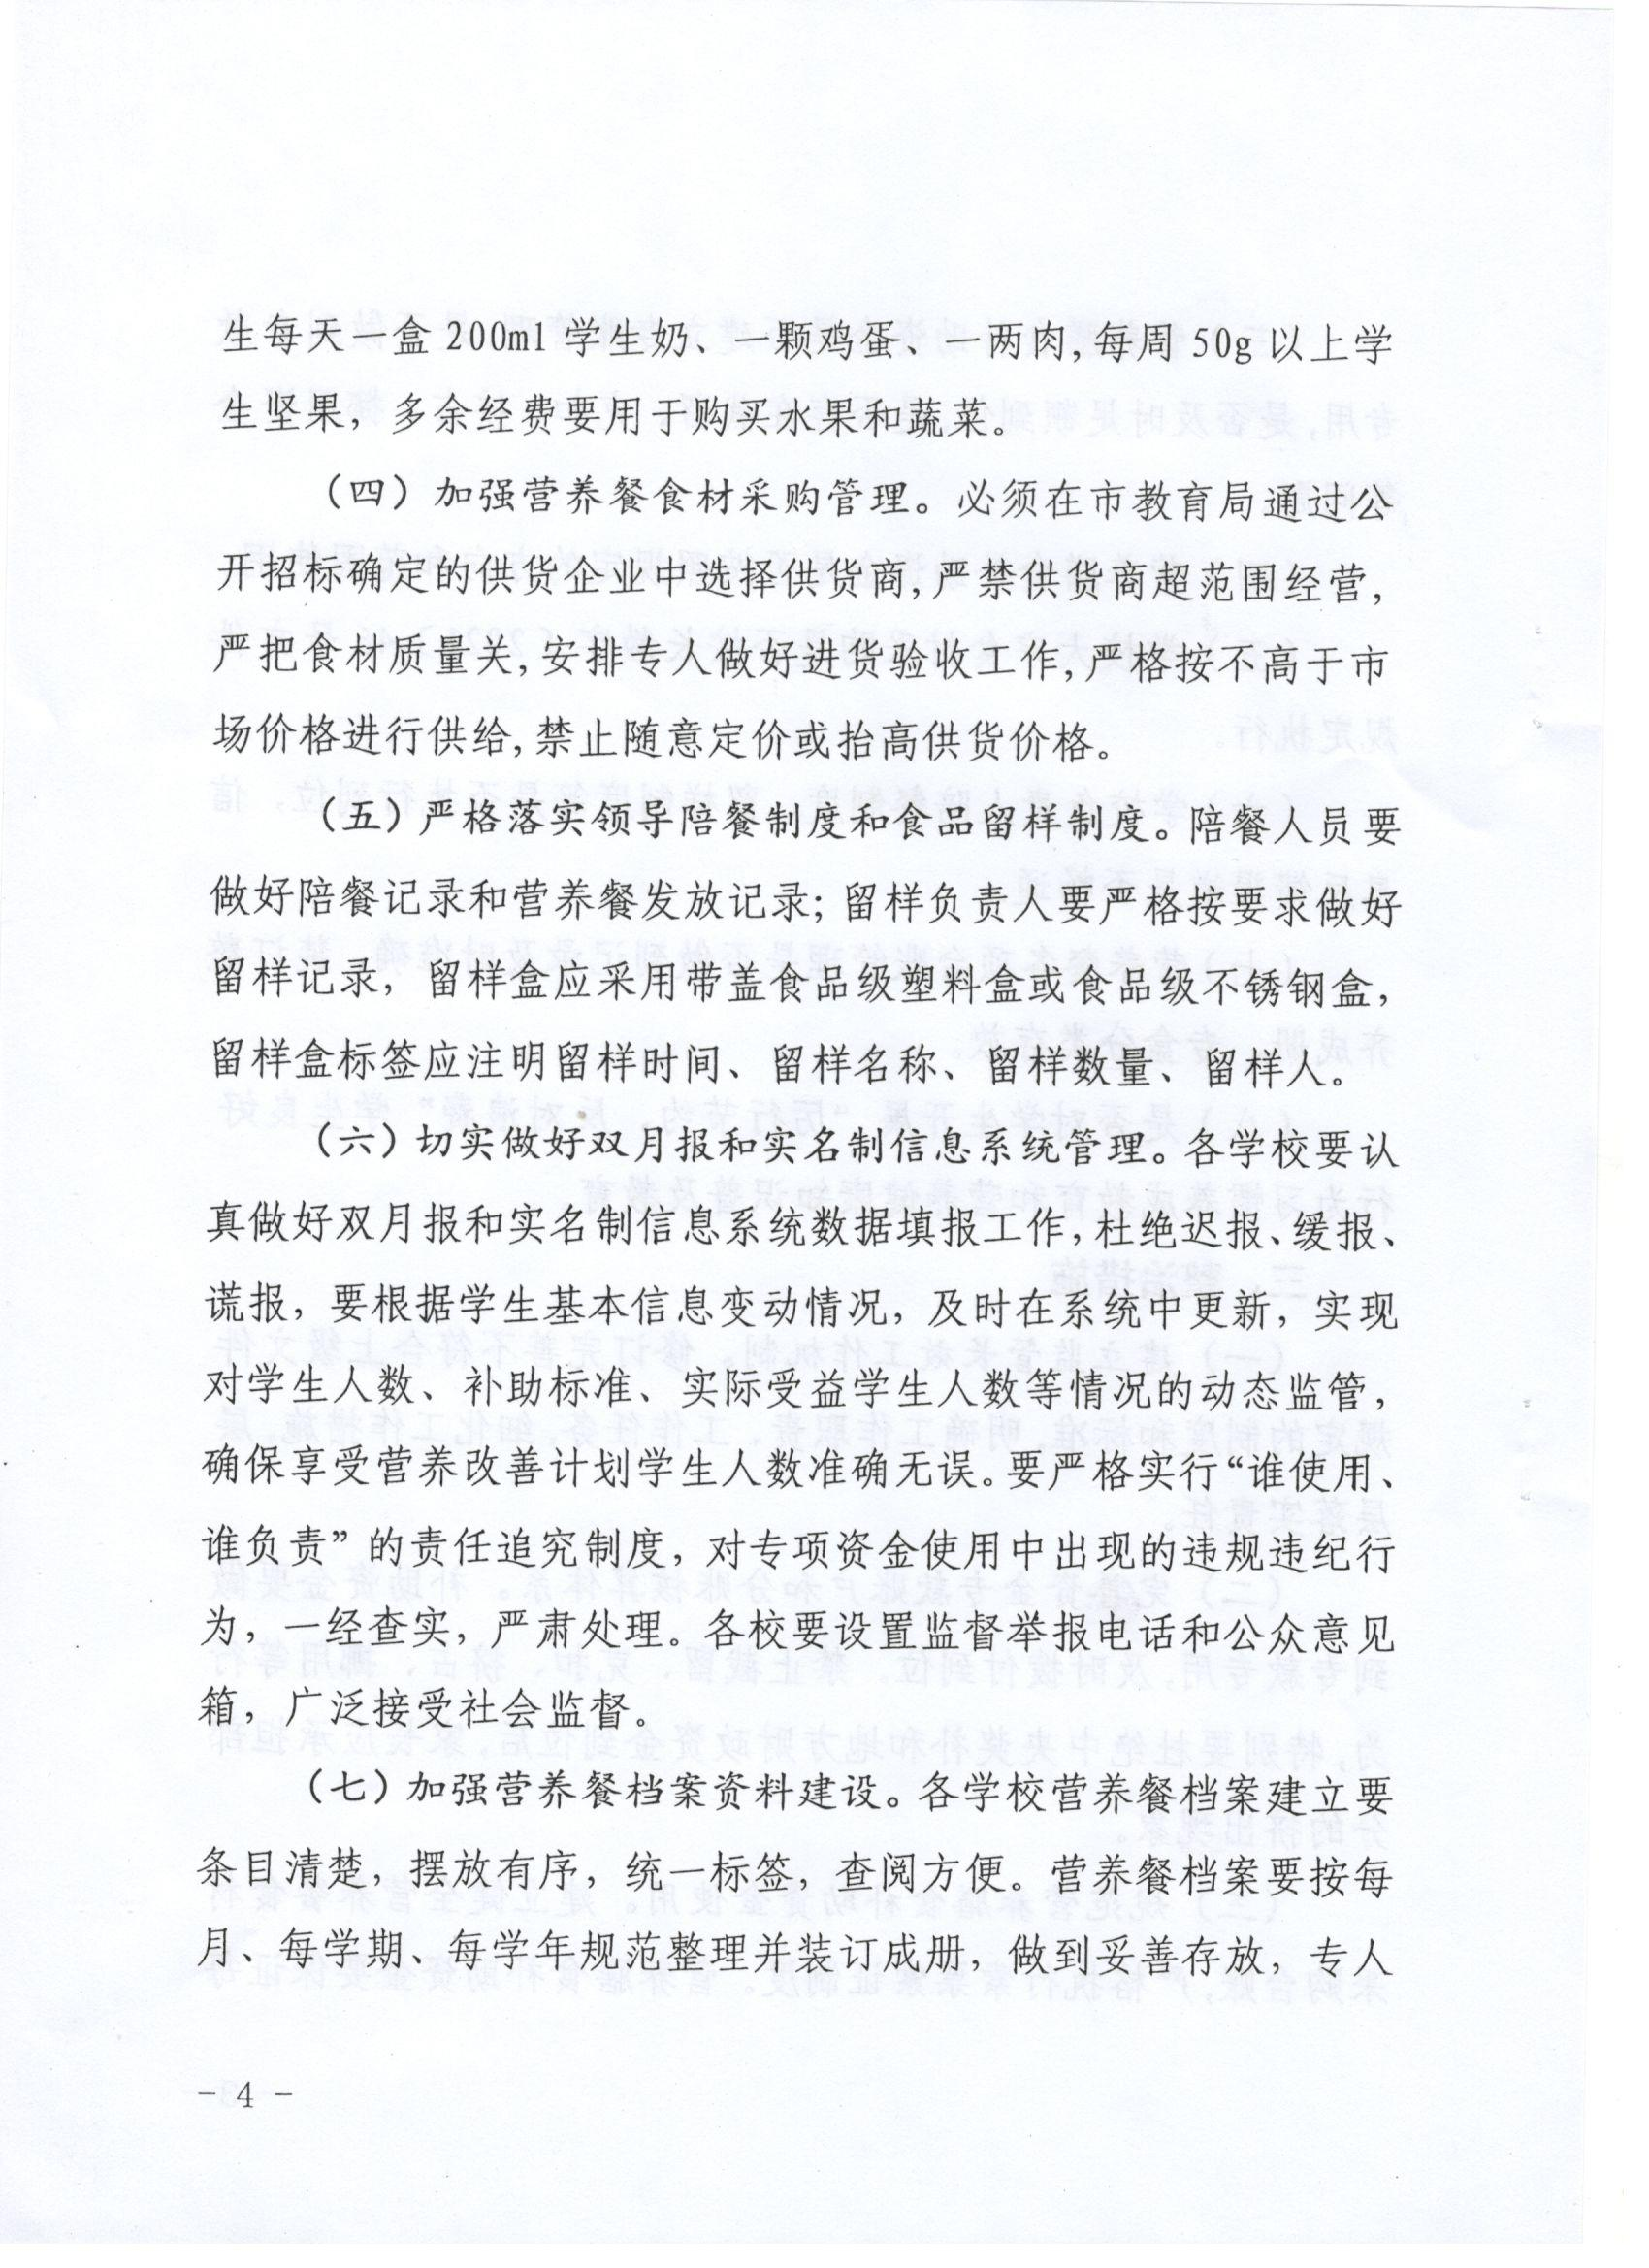 生每天一盒 200ml 学生奶、一颗鸡蛋、一两肉,每周 50g 以上学
生坚果，多余经费要用于购买水果和蔬菜。
（四）加强营养餐食材采购管理。必须在市教育局通过公
开招标确定的供货企业中选择供货商,严禁供货商超范围经营，
严把食材质量关,安排专人做好进货验收工作,严格按不高于市
场价格进行供给,禁止随意定价或抬高供货价格。
（五）严格落实领导陪餐制度和食品留样制度。陪餐人员要
做好陪餐记录和营养餐发放记录;留样负责人要严格按要求做好
留样记录，留样盒应采用带盖食品级塑料盒或食品级不锈钢盒，
留样盒标签应注明留样时间、留样名称、留样数量、留样人。
（六）切实做好双月报和实名制信息系统管理。各学校要认
真做好双月报和实名制信息系统数据填报工作,杜绝迟报、缓报、
谎报，要根据学生基本信息变动情况，及时在系统中更新，实现
对学生人数、补助标准、实际受益学生人数等情况的动态监管，
确保享受营养改善计划学生人数准确无误。要严格实行“谁使用、
谁负责”的责任追究制度，对专项资金使用中出现的违规违纪行
为，一经查实，严肃处理。各校要设置监督举报电话和公众意见
箱，广泛接受社会监督。
（七）加强营养餐档案资料建设。各学校营养餐档案建立要
条目清楚，摆放有序，统一标签，查阅方便。营养餐档案要按每
月、每学期、每学年规范整理并装订成册，做到妥善存放，专人
- 4 -